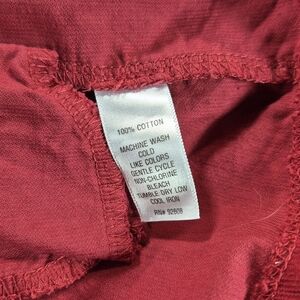 100% COTTON
MACHINE WASH
COLD
LIKE COLORS
GENTLE CYCLE
NON-CHLORINE
BLEACH
TUMBLE DRY LOW
COOL IRON
RN# 92808